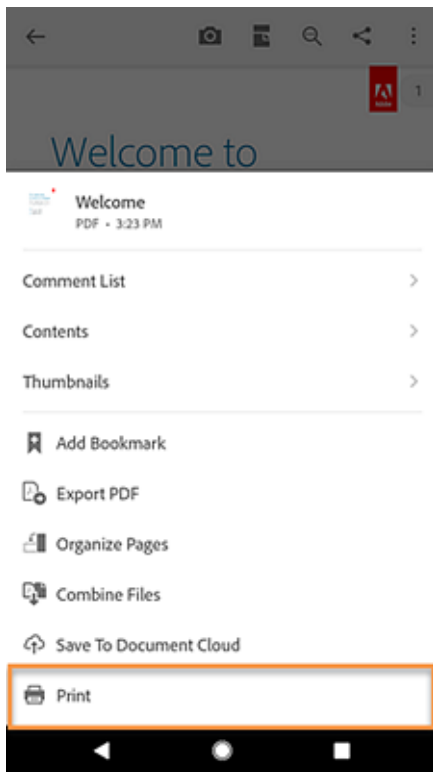 1
Welcome to
Welcome
PDF • 3:23 PM
Comment List
Contents
Thumbnails
Add Bookmark
Export PDF
Organize Pages
Combine Files
Save To Document Cloud
Print